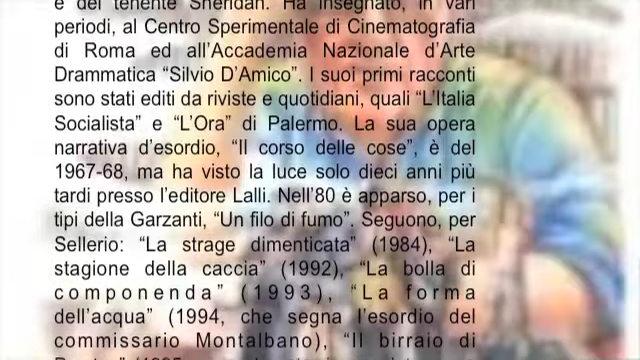 e del tenente Sheridan. Ha insegnato, in vari
periodi, al Centro Sperimentale di Cinematografia
di Roma ed all'Accademia Nazionale d'Arte
Drammatica “Silvio D'Amico”. I suoi primi racconti
sono stati editi da riviste e quotidiani, quali “L'Italia
Socialista” e “L'Ora” di Palermo. La sua opera
narrativa d'esordio, “Il corso delle cose”, è del
1967-68, ma ha visto la luce solo dieci anni più
tardi presso l'editore Lalli. Nell'80 è apparso, per i
tipi della Garzanti, “Un filo di fumo”. Seguono, per
Sellerio: “La strage dimenticata” (1984), “La
stagione della caccia” (1992), “La bolla di
componenda” (1993), “La forma
dell'acqua” (1994, che segna l'esordio del
commissario Montalbano), “Il birraio di